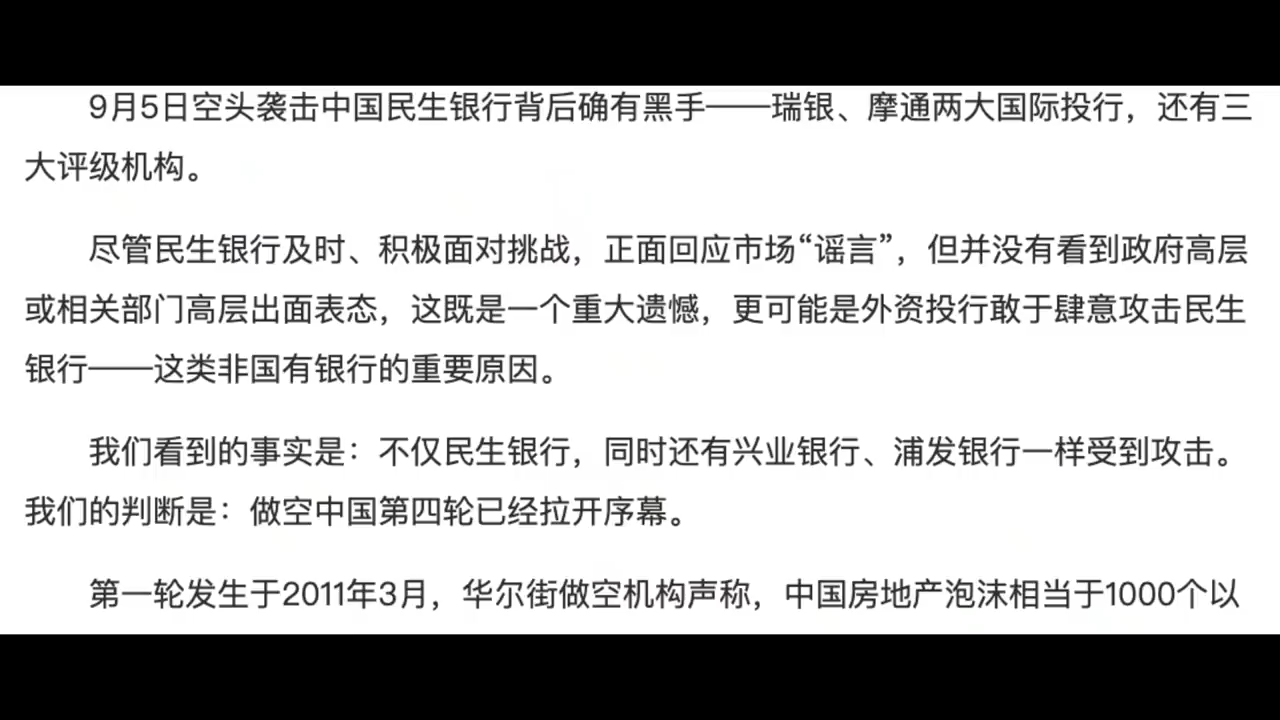 9月5日空头袭击中国民生银行背后确有黑手——瑞银、摩通两大国际投行，还有三
大评级机构。
尽管民生银行及时、积极面对挑战，正面回应市场“谣言”，但并没有看到政府高层
或相关部门高层出面表态，这既是一个重大遗憾，更可能是外资投行敢于肆意攻击民生
银行——这类非国有银行的重要原因。
我们看到的事实是：不仅民生银行，同时还有兴业银行、浦发银行一样受到攻击。
我们的判断是：做空中国第四轮已经拉开序幕。
第一轮发生于2011年3月，华尔街做空机构声称，中国房地产泡沫相当于1000个以